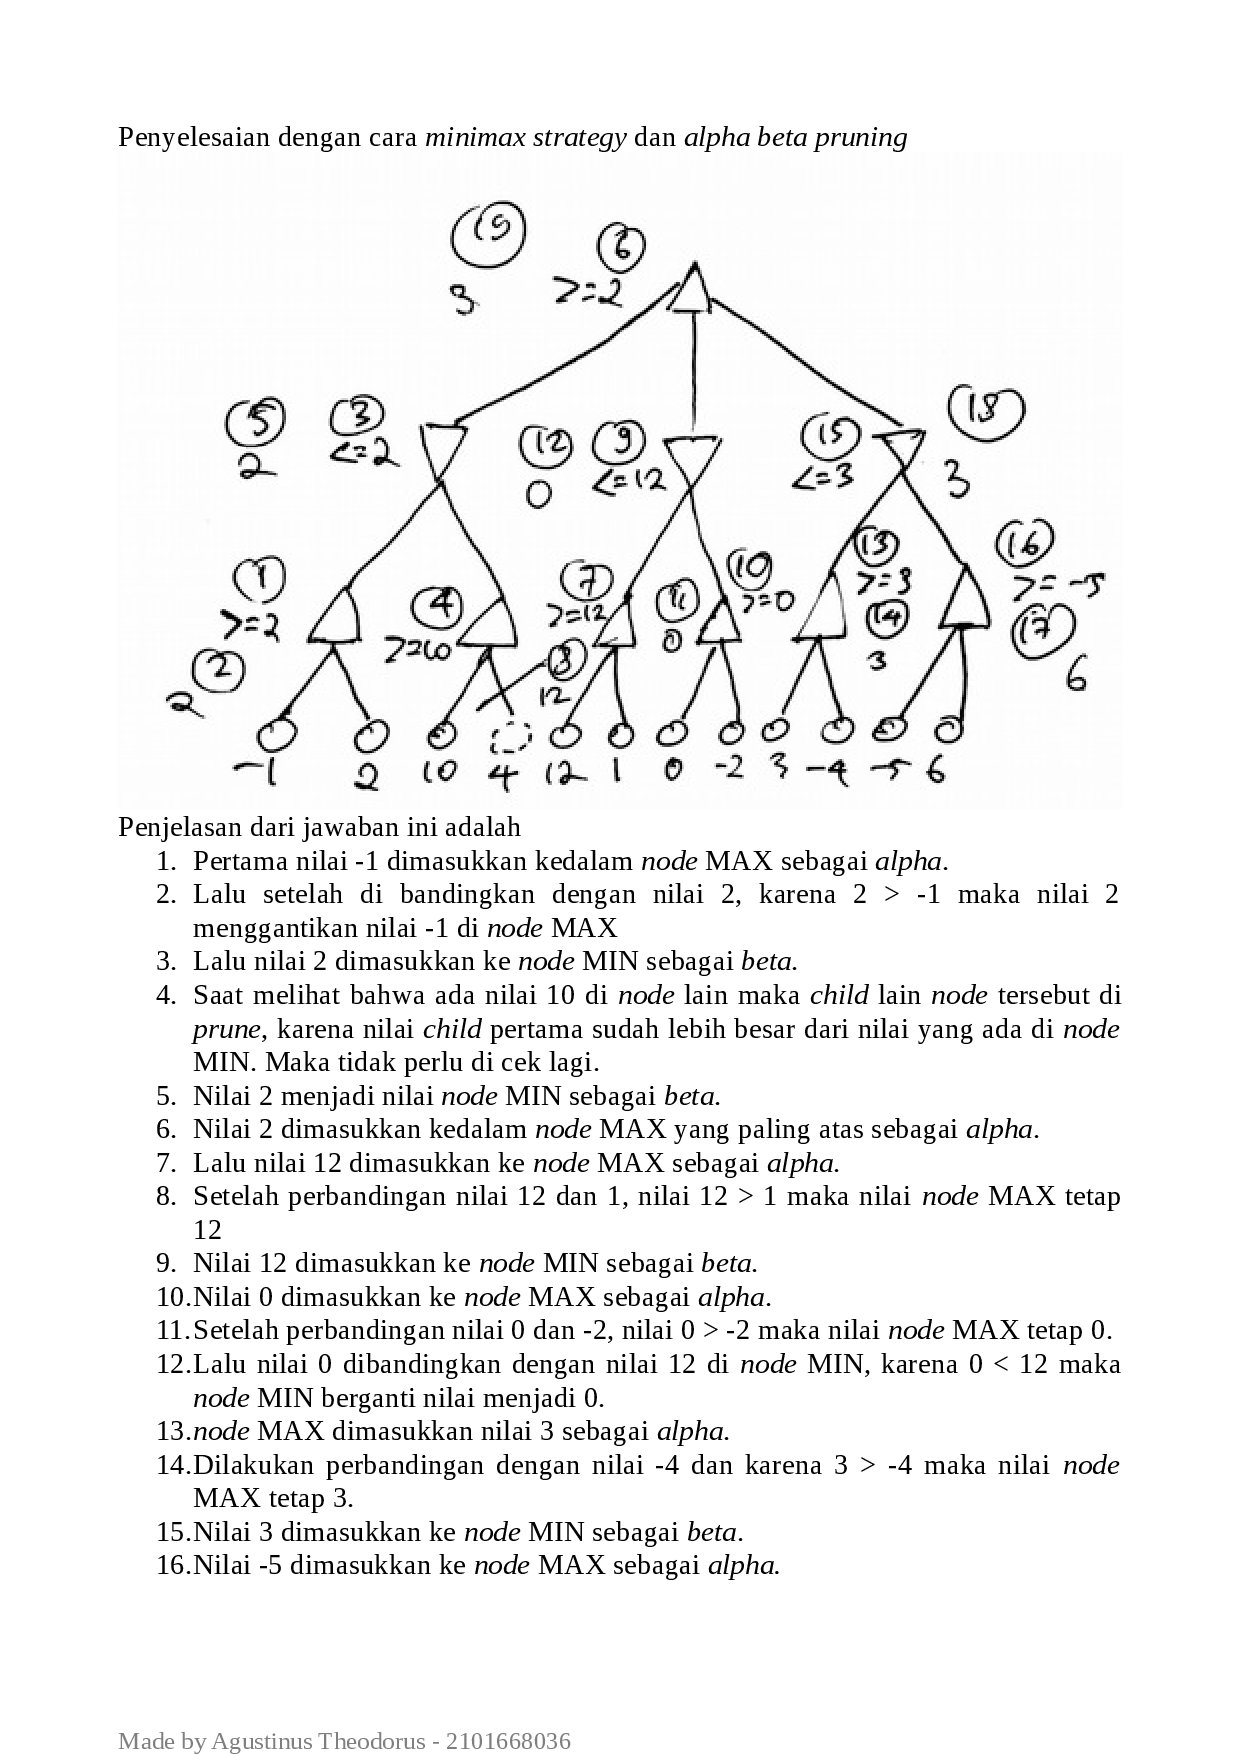 Penyelesaian dengan cara minimax strategy dan alpha beta pruning
19 6
3 >=2
5 3 12 9 15 18
2 <=2 0 <=12 <=3 3
1 4 7 11 10 13 16
>=2 >=10 >=12 0 >=0 >=3 >=-5
2 8 14 17
2 12 3 6
-1 2 10 4 12 1 0 -2 3 -4 -5 6
Penjelasan dari jawaban ini adalah
1. Pertama nilai -1 dimasukkan kedalam node MAX sebagai alpha.
2. Lalu setelah di bandingkan dengan nilai 2, karena 2 > -1 maka nilai 2
menggantikan nilai -1 di node MAX
3. Lalu nilai 2 dimasukkan ke node MIN sebagai beta.
4. Saat melihat bahwa ada nilai 10 di node lain maka child lain node tersebut di
prune, karena nilai child pertama sudah lebih besar dari nilai yang ada di node
MIN. Maka tidak perlu di cek lagi.
5. Nilai 2 menjadi nilai node MIN sebagai beta.
6. Nilai 2 dimasukkan kedalam node MAX yang paling atas sebagai alpha.
7. Lalu nilai 12 dimasukkan ke node MAX sebagai alpha.
8. Setelah perbandingan nilai 12 dan 1, nilai 12 > 1 maka nilai node MAX tetap
12
9. Nilai 12 dimasukkan ke node MIN sebagai beta.
10.Nilai 0 dimasukkan ke node MAX sebagai alpha.
11.Setelah perbandingan nilai 0 dan -2, nilai 0 > -2 maka nilai node MAX tetap 0.
12.Lalu nilai 0 dibandingkan dengan nilai 12 di node MIN, karena 0 < 12 maka
node MIN berganti nilai menjadi 0.
13.node MAX dimasukkan nilai 3 sebagai alpha.
14.Dilakukan perbandingan dengan nilai -4 dan karena 3 > -4 maka nilai node
MAX tetap 3.
15.Nilai 3 dimasukkan ke node MIN sebagai beta.
16.Nilai -5 dimasukkan ke node MAX sebagai alpha.
Made by Agustinus Theodorus - 2101668036